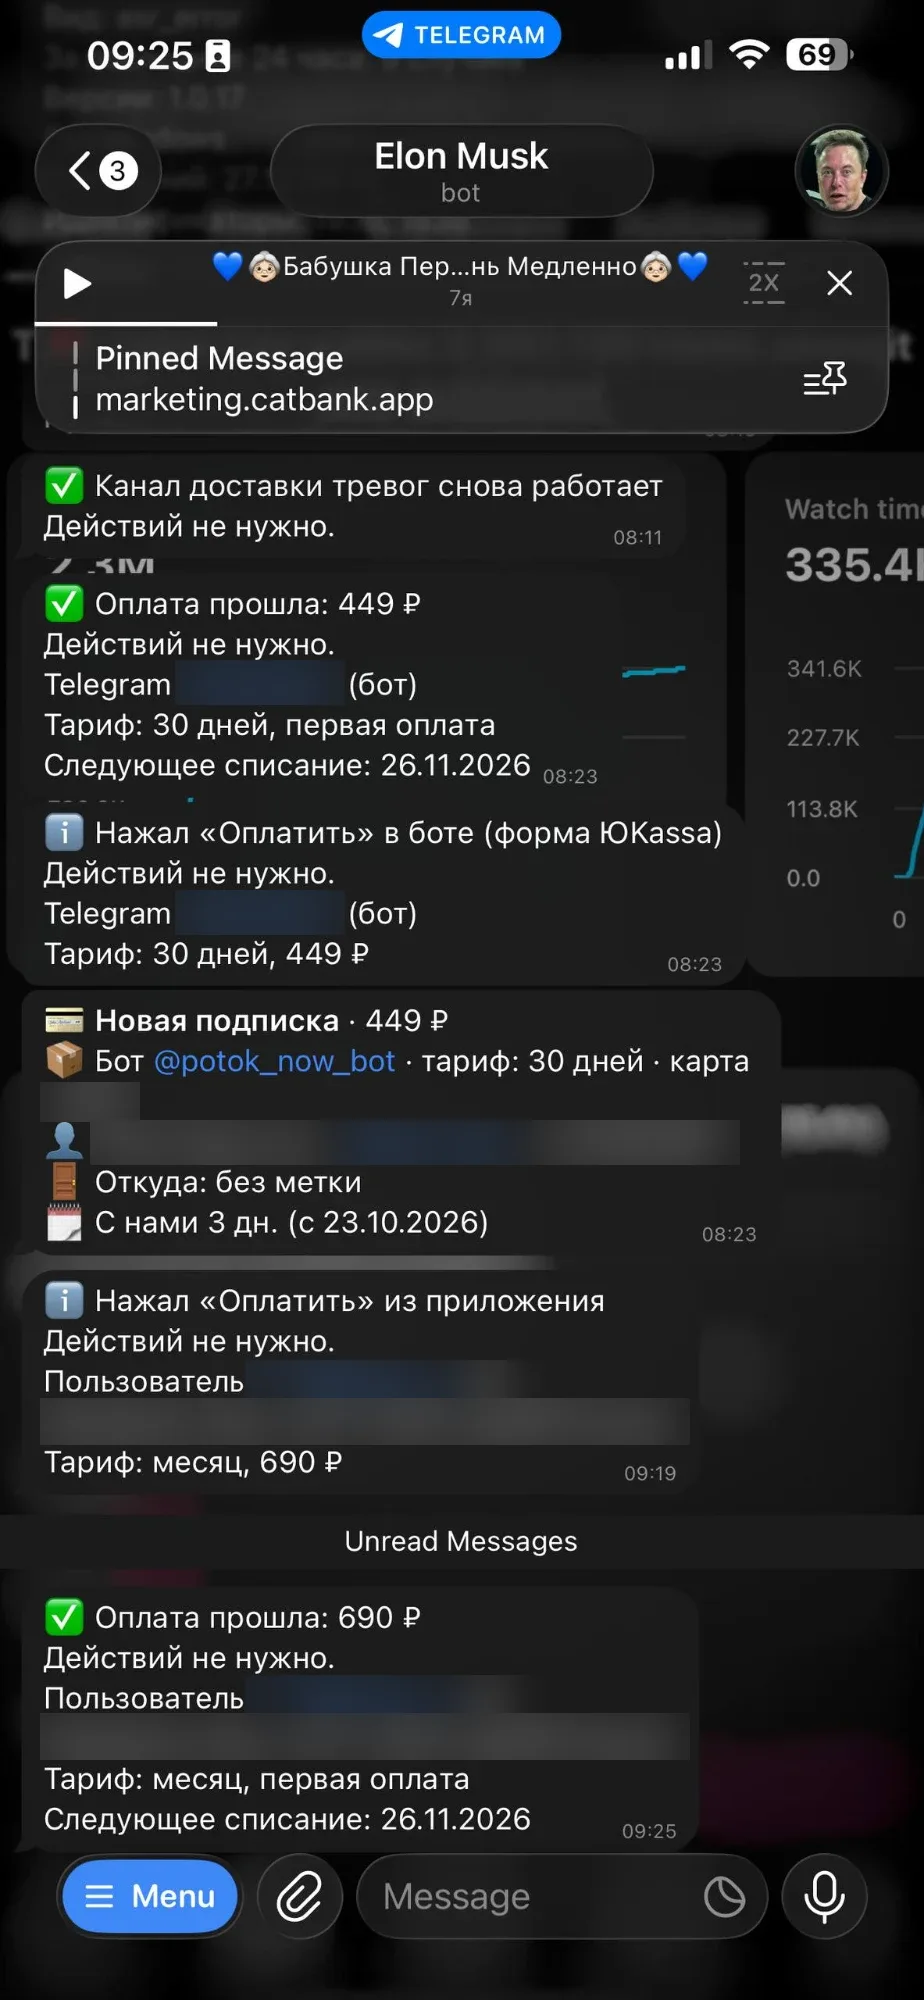 09:25
TELEGRAM
69
3
Elon Musk
bot
💙👵🏻Бабушка Пер...нь Медленно👵🏻💙
7я
2X
Pinned Message
marketing.catbank.app
✅ Канал доставки тревог снова работает
Действий не нужно.
08:11
2.3M
Watch time
335.4
✅ Оплата прошла: 449 ₽
Действий не нужно.
Telegram (бот)
Тариф: 30 дней, первая оплата
Следующее списание: 26.11.2026
08:23
341.6K
227.7K
113.8K
0.0
0
ℹ️ Нажал «Оплатить» в боте (форма ЮKassa)
Действий не нужно.
Telegram (бот)
Тариф: 30 дней, 449 ₽
08:23
💳 Новая подписка · 449 ₽
📦 Бот @potok_now_bot · тариф: 30 дней · карта
👤
🚪 Откуда: без метки
🗓 С нами 3 дн. (с 23.10.2026)
08:23
ℹ️ Нажал «Оплатить» из приложения
Действий не нужно.
Пользователь
Тариф: месяц, 690 ₽
09:19
Unread Messages
✅ Оплата прошла: 690 ₽
Действий не нужно.
Пользователь
Тариф: месяц, первая оплата
Следующее списание: 26.11.2026
09:25
Menu
Message